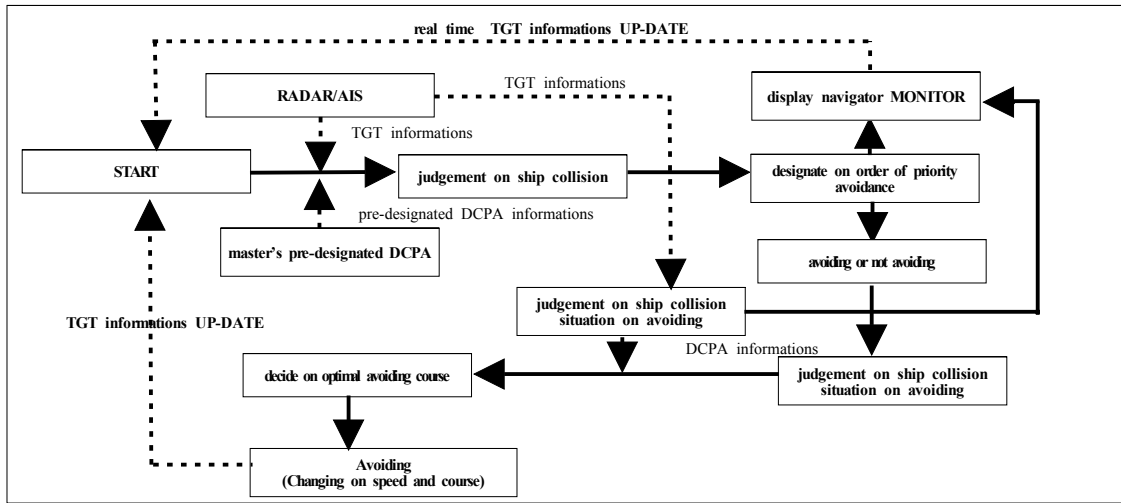 real time TGT informations UP-DATE
RADAR/AIS
TGT informations
display navigator MONITOR
TGT informations
START
judgement on ship collision
designate on order of priority
avoidance
pre-designated DCPA informations
master's pre-designated DCPA
avoiding or not avoiding
judgement on ship collision
situation on avoiding
TGT informations UP-DATE
DCPA informations
decide on optimal avoiding course
judgement on ship collision
situation on avoiding
Avoiding
(Changing on speed and course)